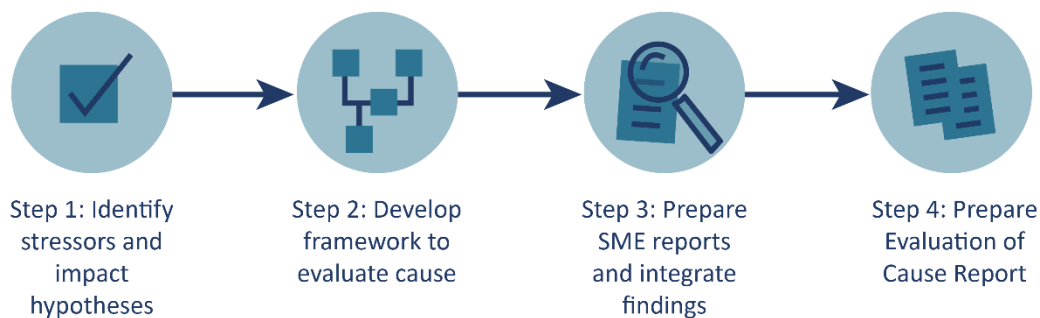 Step 1: Identify
stressors and
impact
hypotheses
Step 2: Develop
framework to
evaluate cause
Step 3: Prepare
SME reports
and integrate
findings
Step 4: Prepare
Evaluation of
Cause Report